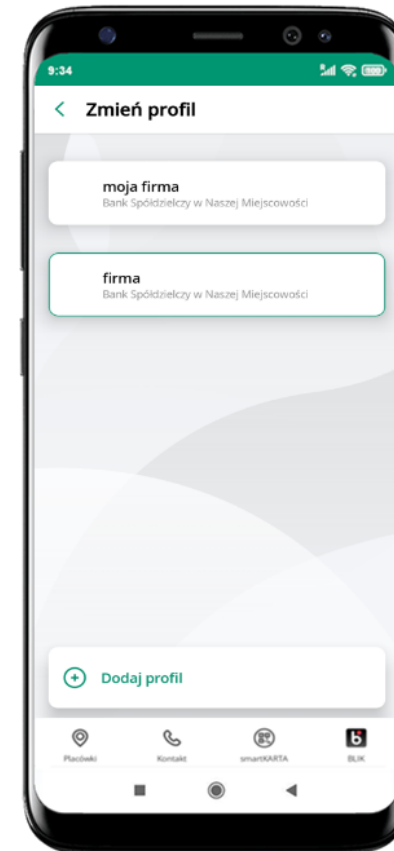 9:34
Zmień profil
moja firma
Bank Spółdzielczy w Naszej Miejscowości
firma
Bank Spółdzielczy w Naszej Miejscowości
Dodaj profil
Placówki Kontakt smartKARTA BLIK